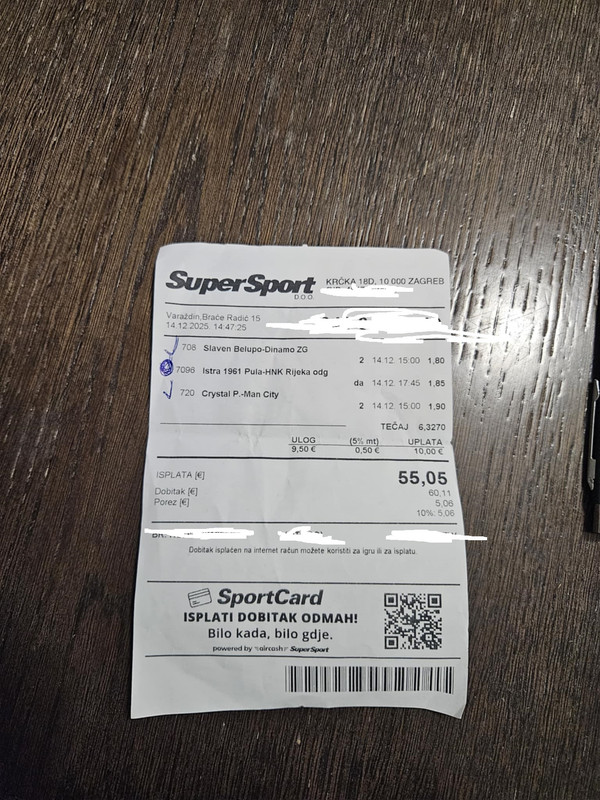 SuperSport
D.O.O.
KRČKA 18D, 10 000 ZAGREB
Varaždin,Braće Radić 15
14.12.2025. 14:47:25
708 Slaven Belupo-Dinamo ZG
2 14.12. 15:00 1,80
7096 Istra 1961 Pula-HNK Rijeka odg
da 14.12. 17:45 1,85
720 Crystal P.-Man City
2 14.12. 15:00 1,90
TEČAJ 6,3270
ULOG (5% mt) UPLATA
9,50 € 0,50 € 10,00 €
ISPLATA [€] 55,05
Dobitak [€] 60,11
Porez [€] 5,06
10%: 5,06
Dobitak isplaćen na internet račun možete koristiti za igru ili za isplatu.
SportCard
ISPLATI DOBITAK ODMAH!
Bilo kada, bilo gdje.
powered by aircash SuperSport